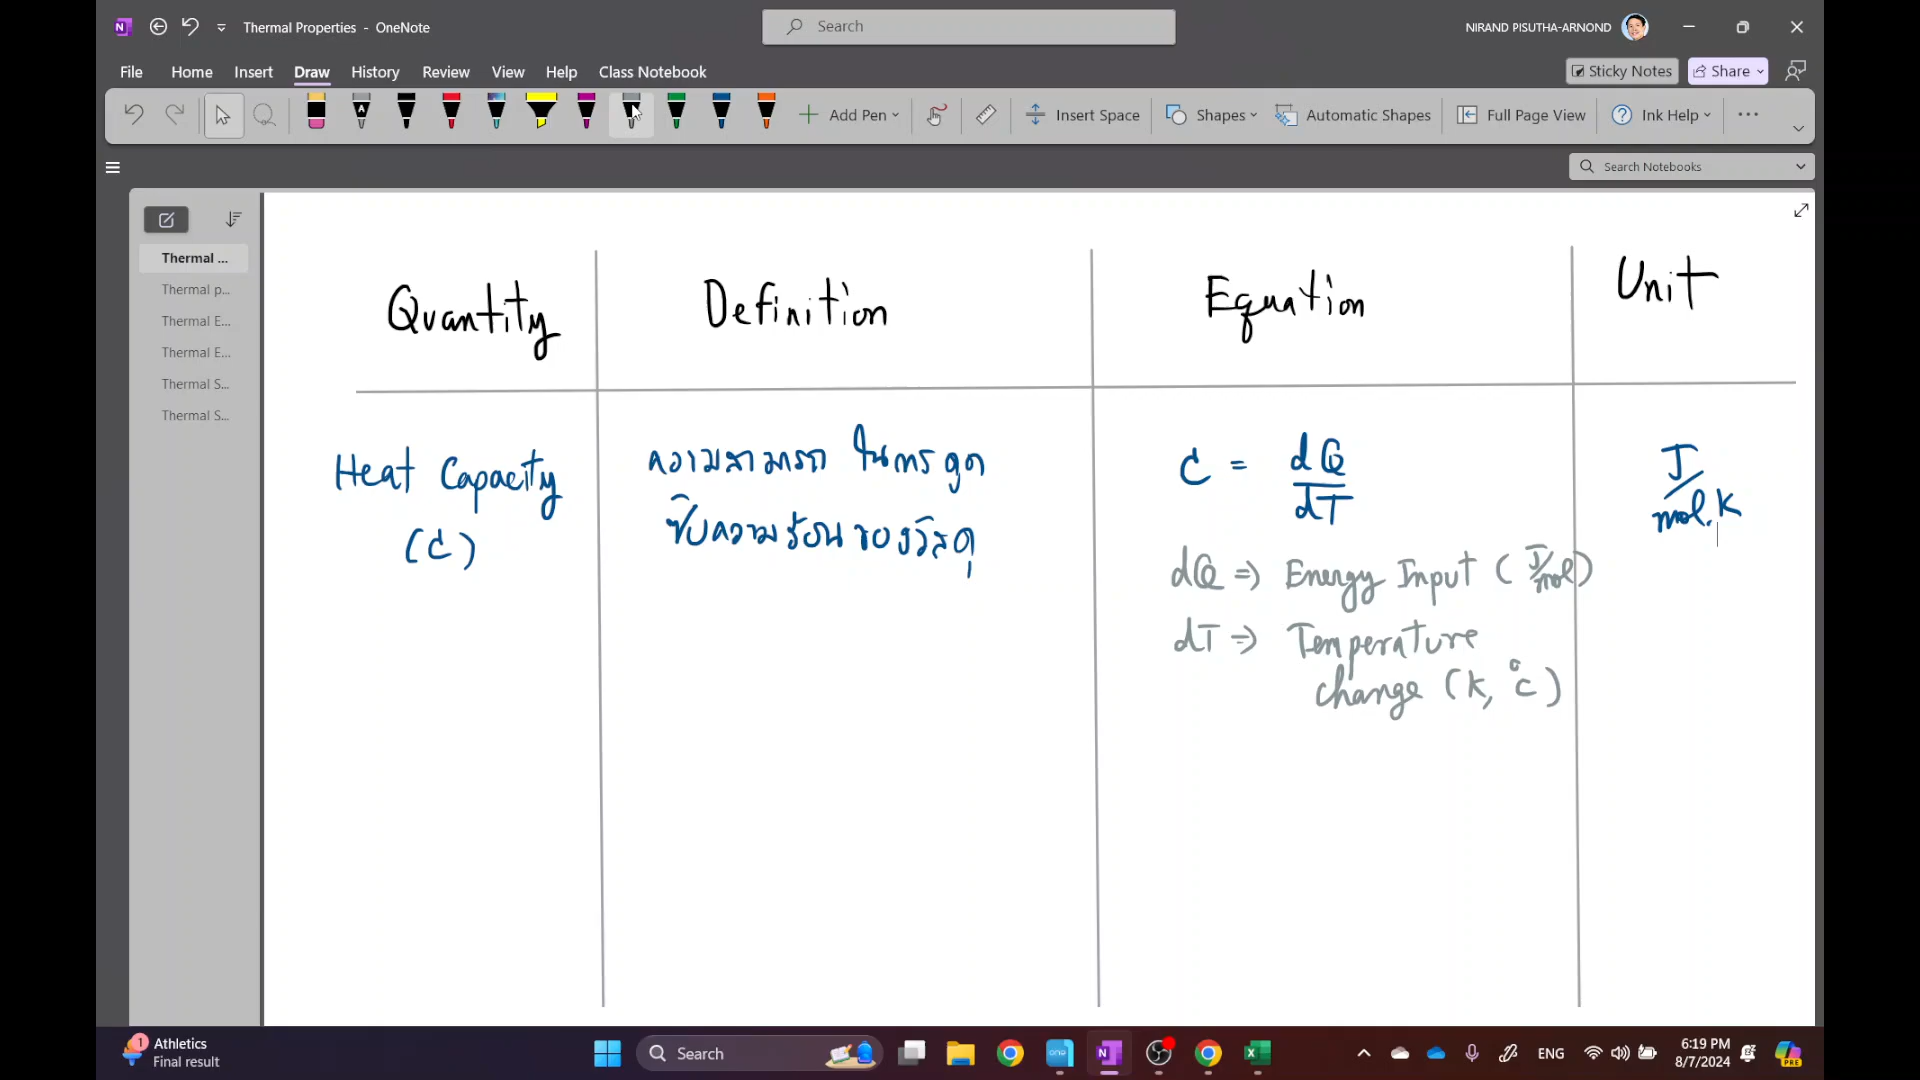 Thermal Properties - OneNote
Search
NIRAND PISUTHA-ARNOND
File Home Insert Draw History Review View Help Class Notebook
Sticky Notes Share
A
Add Pen Insert Space Shapes Automatic Shapes Full Page View Ink Help
Search Notebooks
Thermal ...
Thermal p...
Thermal E...
Thermal E...
Thermal S...
Thermal S...
Quantity Definition Equation Unit
Heat Capacity
(C)
ความสามารถ ในการดูด
ซับความร้อนของวัสดุ
C = dQ/dT
dQ ⇒ Energy Input (J/mol)
dT ⇒ Temperature
change (K, °C)
J/mol.K
1
Athletics
Final result
Search
one
ENG
6:19 PM
8/7/2024
PRE